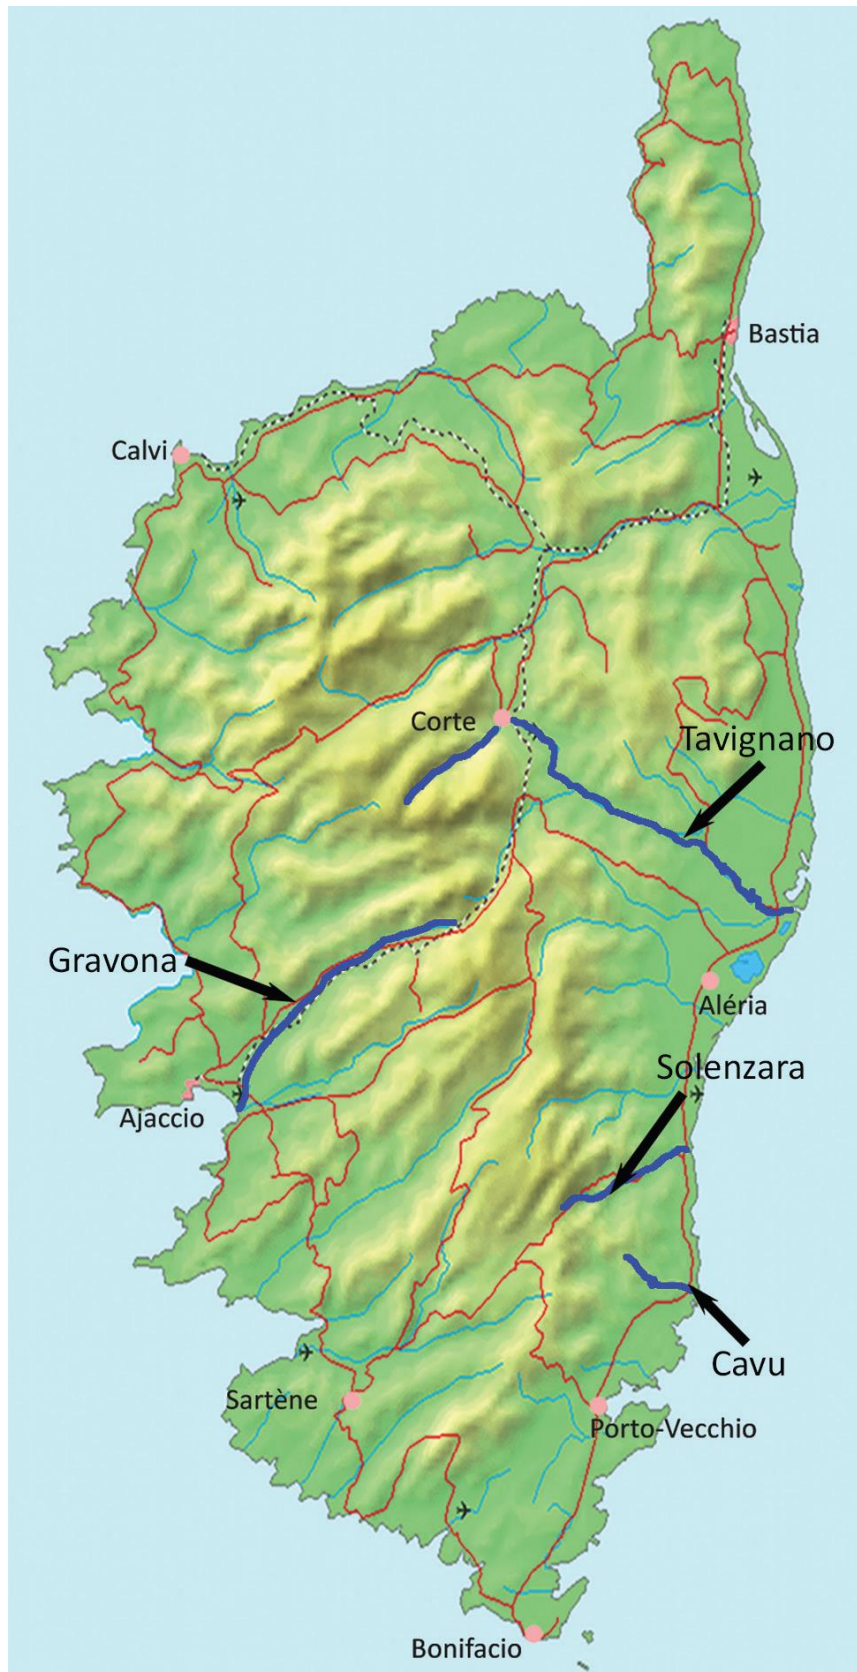 Bastia
Calvi
Corte
Tavignano
Gravona
Aléria
Solenzara
Ajaccio
Cavu
Sartène
Porto-Vecchio
Bonifacio